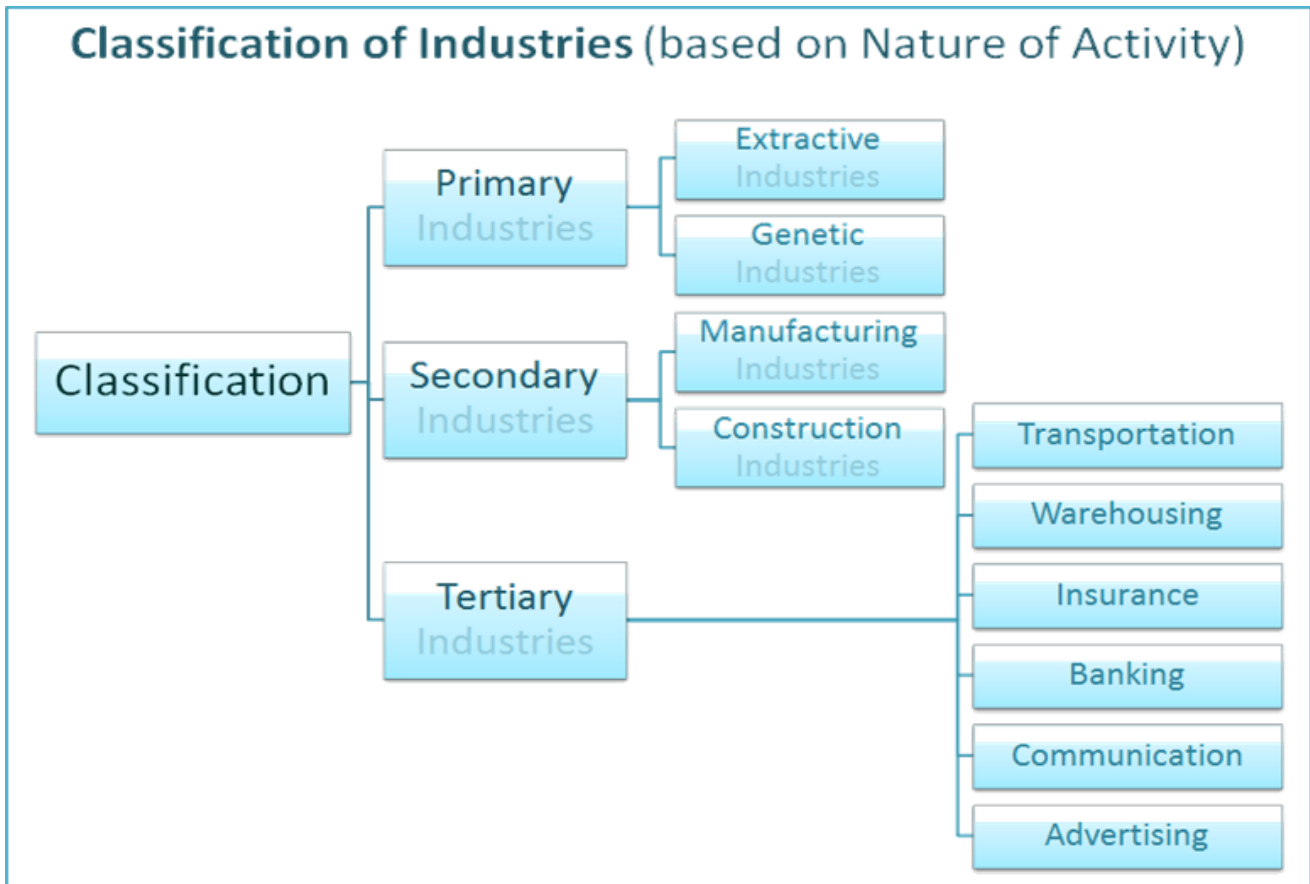 Classification of Industries (based on Nature of Activity)
Classification
Primary
Industries
Extractive
Industries
Genetic
Industries
Secondary
Industries
Manufacturing
Industries
Construction
Industries
Tertiary
Industries
Transportation
Warehousing
Insurance
Banking
Communication
Advertising